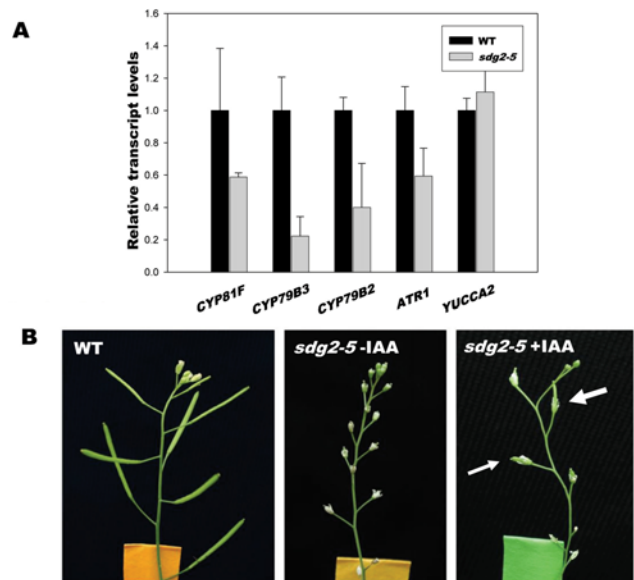 A
Relative transcript levels
1.6
1.4
1.2
1.0
0.8
0.6
0.4
0.2
0.0
WT
sdg2-5
CYP81F
CYP79B3
CYP79B2
ATR1
YUCCA2
B
WT
sdg2-5 -IAA
sdg2-5 +IAA